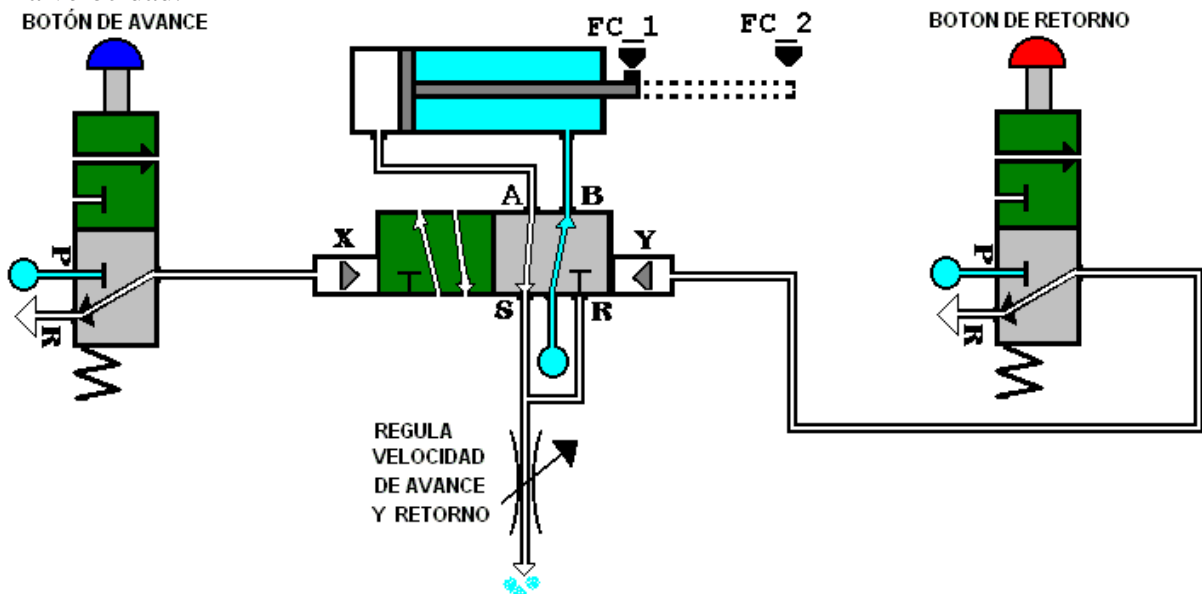 BOTÓN DE AVANCE
FC_1
FC_2
BOTON DE RETORNO
A
B
X
Y
P
R
S
R
P
R
REGULA
VELOCIDAD
DE AVANCE
Y RETORNO